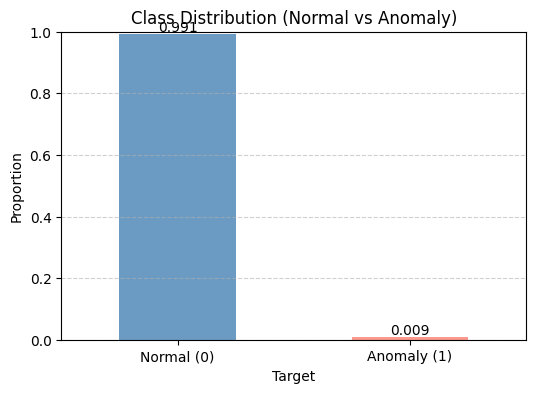 Class Distribution (Normal vs Anomaly)
0.991
1.0
0.8
0.6
0.4
0.2
0.0
Proportion
0.009
Normal (0)
Anomaly (1)
Target